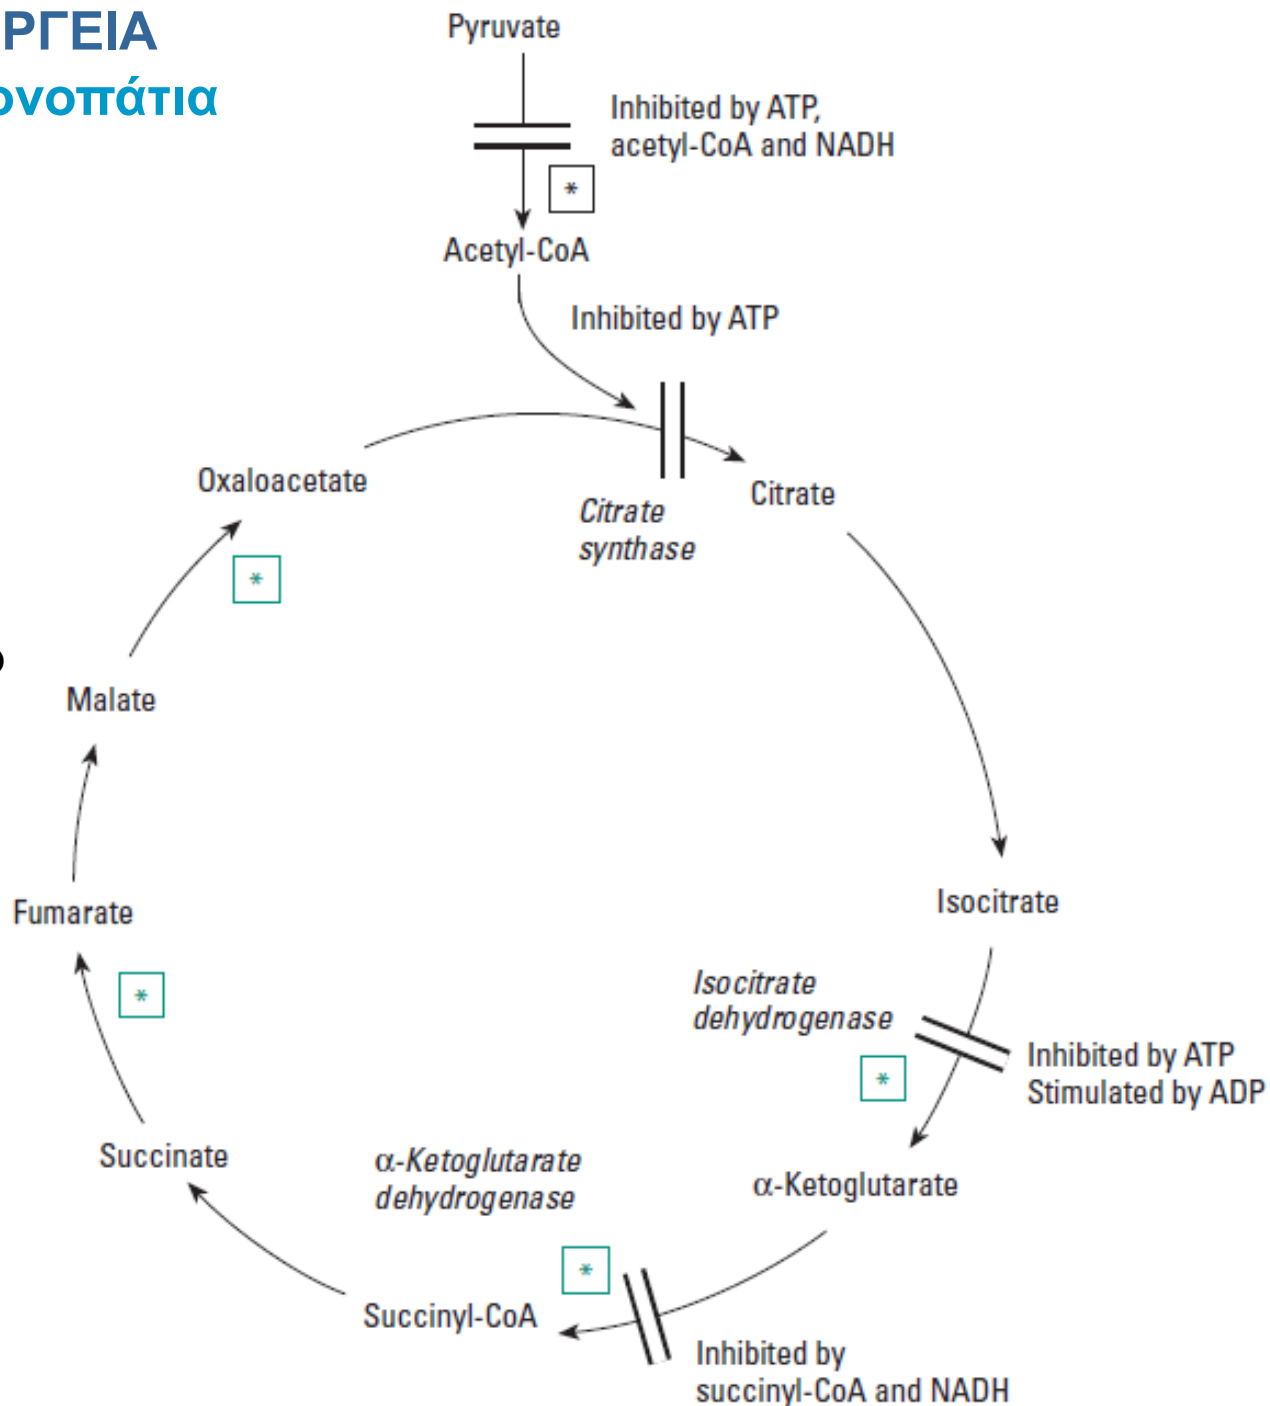 ΡΓΕΙΑ
ονοπάτια
Pyruvate
Inhibited by ATP,
acetyl-CoA and NADH
*
Acetyl-CoA
Inhibited by ATP
Oxaloacetate
Citrate
synthase
Citrate
*
Malate
Fumarate
Isocitrate
*
Isocitrate
dehydrogenase
*
Inhibited by ATP
Stimulated by ADP
Succinate
α-Ketoglutarate
dehydrogenase
α-Ketoglutarate
*
Succinyl-CoA
Inhibited by
succinyl-CoA and NADH